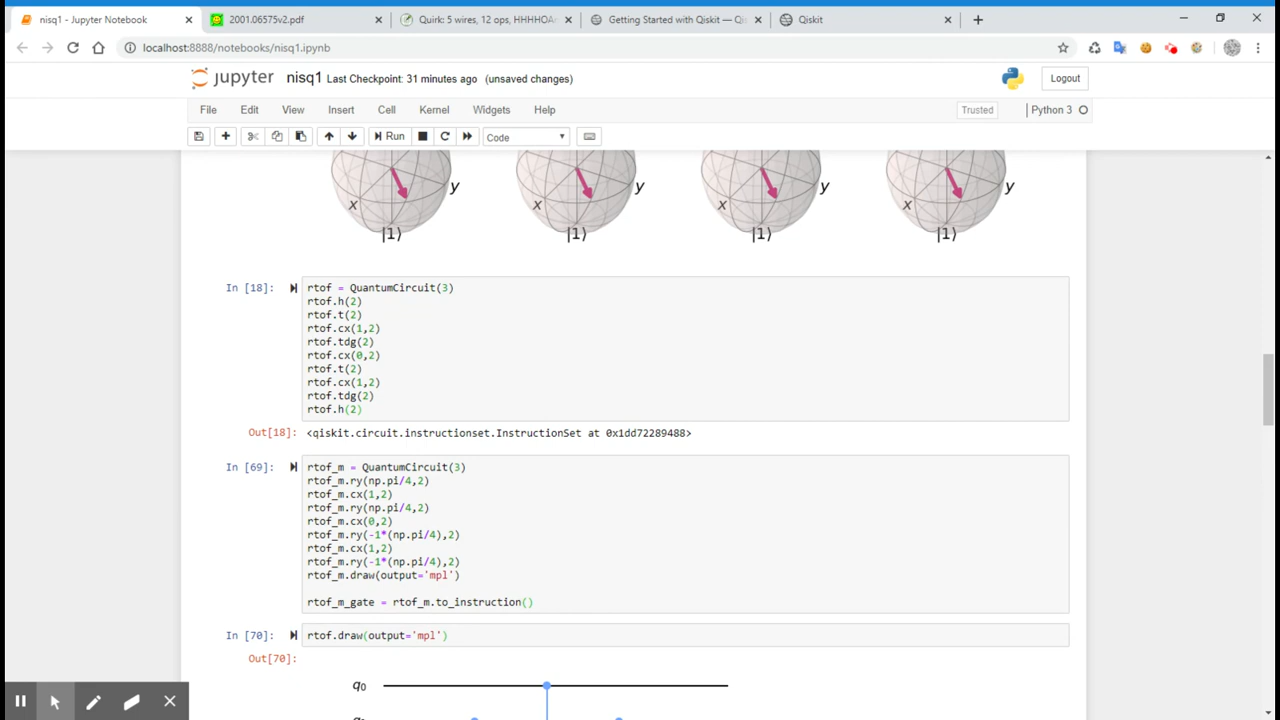 nisq1 - Jupyter Notebook
2001.06575v2.pdf
Quirk: 5 wires, 12 ops, HHHHOA
Getting Started with Qiskit — Qis
Qiskit
localhost:8888/notebooks/nisq1.ipynb
jupyter nisq1 Last Checkpoint: 31 minutes ago (unsaved changes)
Logout
File Edit View Insert Cell Kernel Widgets Help
Trusted
Python 3
Run
Code
x y x y x y x y
|1⟩ |1⟩ |1⟩ |1⟩
In [18]:
rtof = QuantumCircuit(3)
rtof.h(2)
rtof.t(2)
rtof.cx(1,2)
rtof.tdg(2)
rtof.cx(0,2)
rtof.t(2)
rtof.cx(1,2)
rtof.tdg(2)
rtof.h(2)
Out[18]: <qiskit.circuit.instructionset.InstructionSet at 0x1dd72289488>
In [69]:
rtof_m = QuantumCircuit(3)
rtof_m.ry(np.pi/4,2)
rtof_m.cx(1,2)
rtof_m.ry(np.pi/4,2)
rtof_m.cx(0,2)
rtof_m.ry(-1*(np.pi/4),2)
rtof_m.cx(1,2)
rtof_m.ry(-1*(np.pi/4),2)
rtof_m.draw(output='mpl')
rtof_m_gate = rtof_m.to_instruction()
In [70]: rtof.draw(output='mpl')
Out[70]:
q0